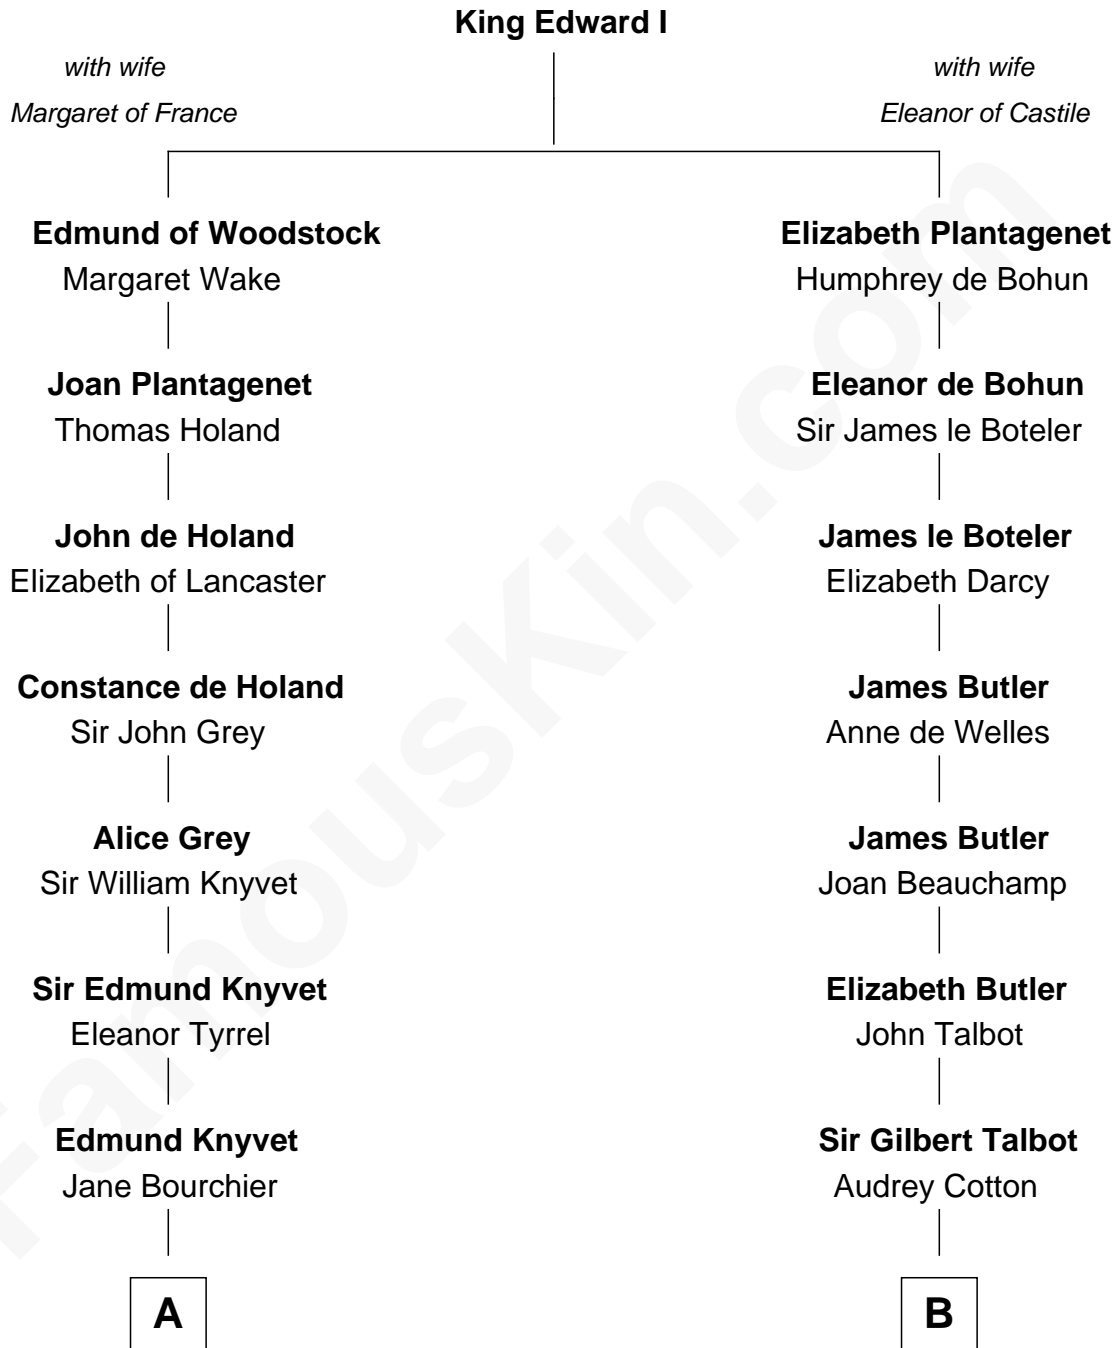 King Edward I
with wife
Margaret of France
with wife
Eleanor of Castile
Edmund of Woodstock
Margaret Wake
Elizabeth Plantagenet
Humphrey de Bohun
Joan Plantagenet
Thomas Holand
Eleanor de Bohun
Sir James le Boteler
John de Holand
Elizabeth of Lancaster
James le Boteler
Elizabeth Darcy
Constance de Holand
Sir John Grey
James Butler
Anne de Welles
Alice Grey
Sir William Knyvet
James Butler
Joan Beauchamp
Sir Edmund Knyvet
Eleanor Tyrrel
Elizabeth Butler
John Talbot
Edmund Knyvet
Jane Bourchier
Sir Gilbert Talbot
Audrey Cotton
A
B
FamousKin.com